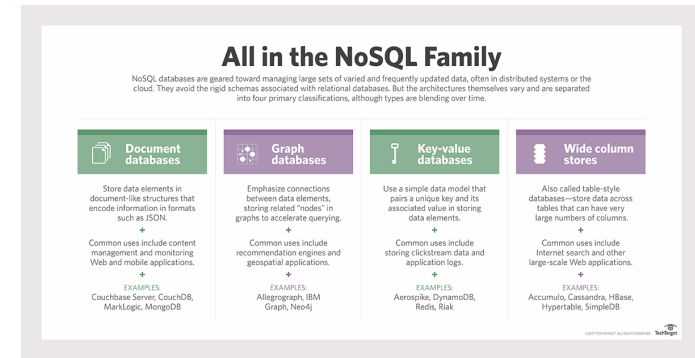 All in the NoSQL Family
NoSQL databases are geared toward managing large sets of varied and frequently updated data, often in distributed systems or the
cloud. They avoid the rigid schemas associated with relational databases. But the architectures themselves vary and are separated
into four primary classifications, although types are blending over time.
Document
databases
Store data elements in
document-like structures that
encode information in formats
such as JSON.
+
Common uses include content
management and monitoring
Web and mobile applications.
+
EXAMPLES:
Couchbase Server, CouchDB,
MarkLogic, MongoDB
Graph
databases
Emphasize connections
between data elements,
storing related “nodes” in
graphs to accelerate querying.
+
Common uses include
recommendation engines and
geospatial applications.
+
EXAMPLES:
Allegrograph, IBM
Graph, Neo4j
Key-value
databases
Use a simple data model that
pairs a unique key and its
associated value in storing
data elements.
+
Common uses include
storing clickstream data and
application logs.
+
EXAMPLES:
Aerospike, DynamoDB,
Redis, Riak
Wide column
stores
Also called table-style
databases—store data across
tables that can have very
large numbers of columns.
+
Common uses include
Internet search and other
large-scale Web applications.
+
EXAMPLES:
Accumulo, Cassandra, HBase,
Hypertable, SimpleDB
©2017 TECHTARGET. ALL RIGHTS RESERVED TechTarget